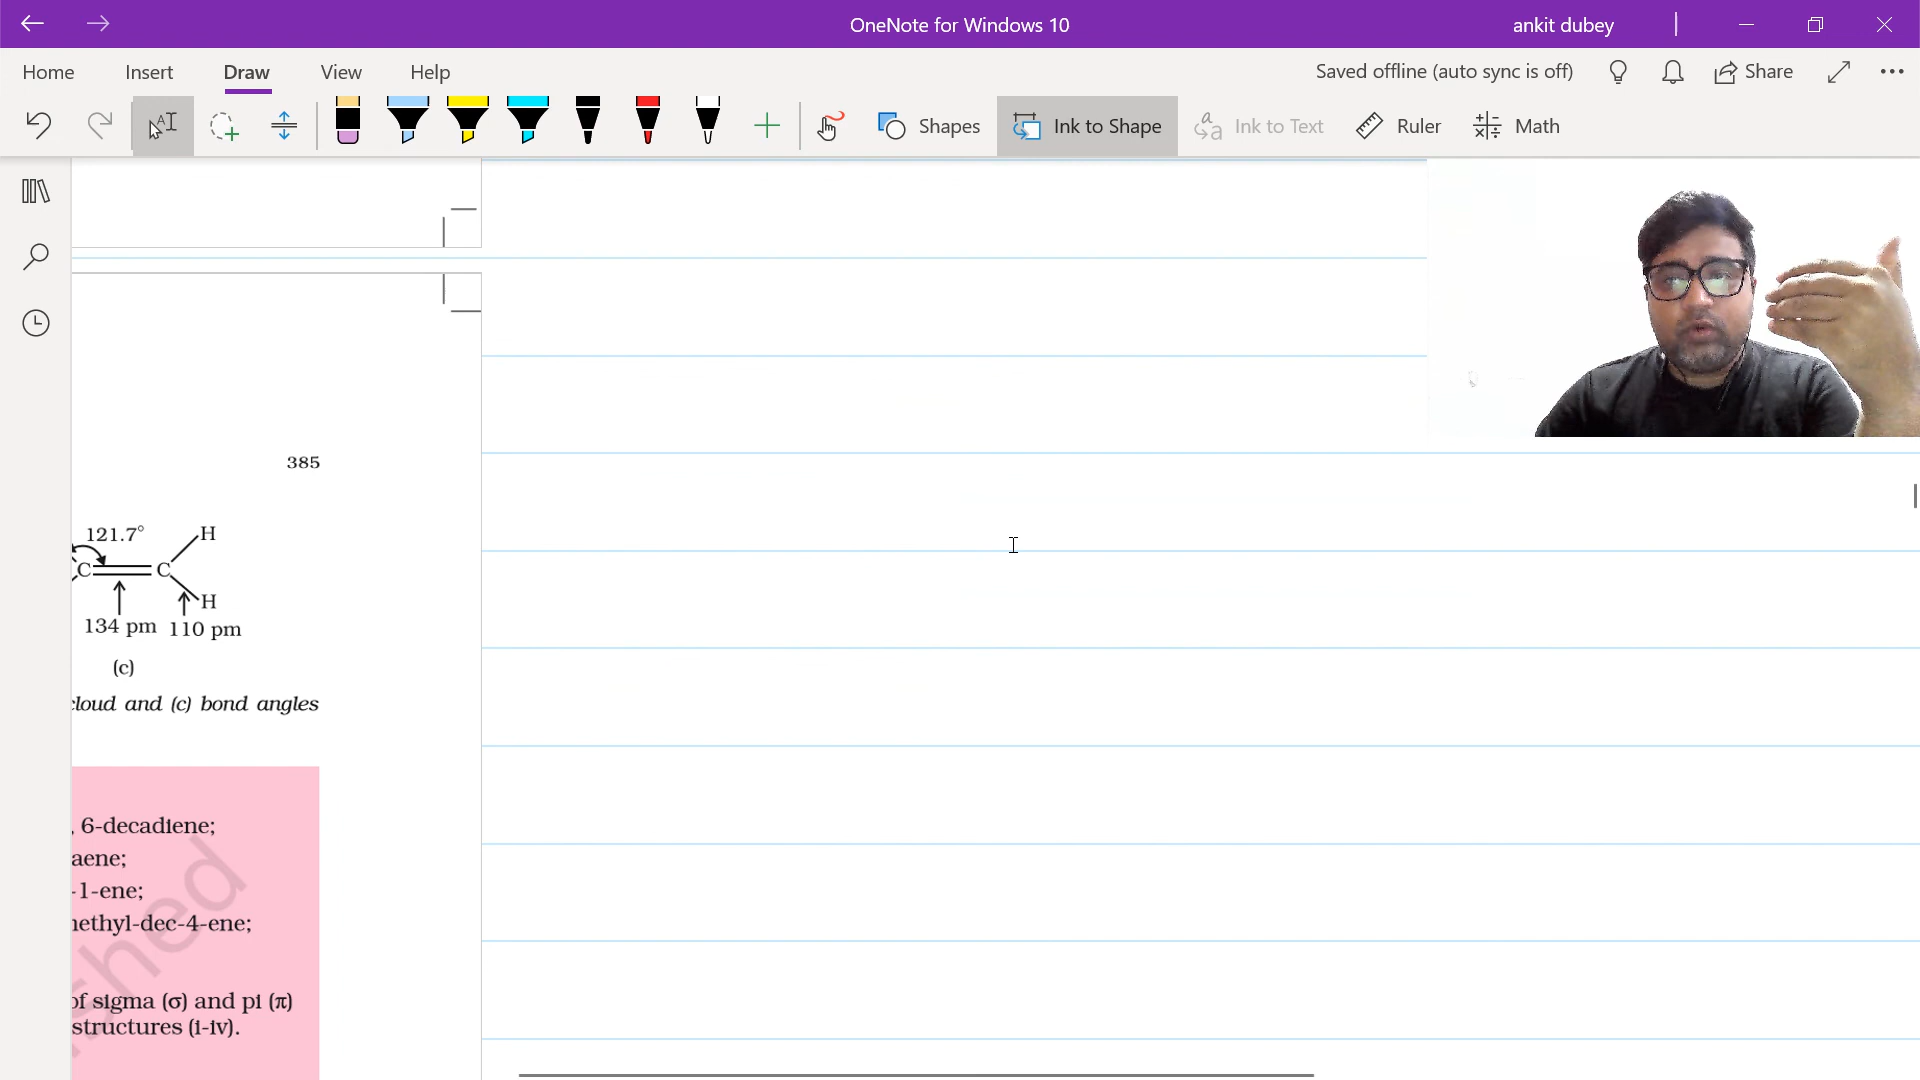 OneNote for Windows 10
ankit dubey
Home Insert Draw View Help
Saved offline (auto sync is off)
Share
Shapes
Ink to Shape
Ink to Text
Ruler
Math
385
121.7°
H
C C
H
134 pm 110 pm
(c)
cloud and (c) bond angles
, 6-decadiene;
aene;
-1-ene;
methyl-dec-4-ene;
of sigma (σ) and pi (π)
structures (i-iv).